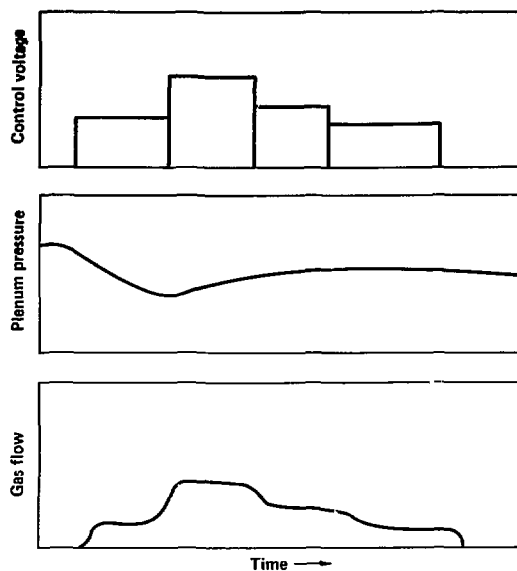 Control voltage
Plenum pressure
Gas flow
Time →